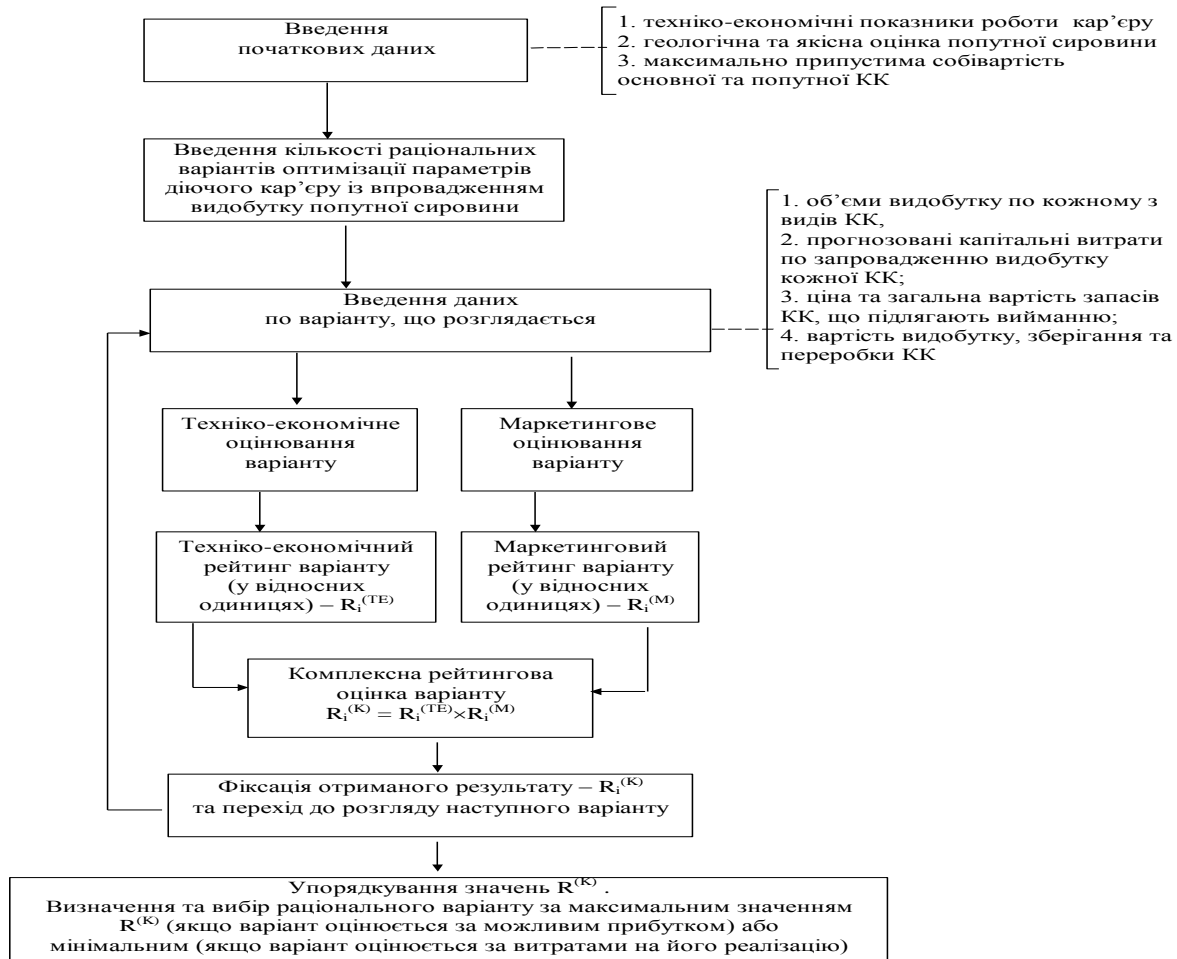 Введення
початкових даних
1. техніко-економічні показники роботи кар’єру
2. геологічна та якісна оцінка попутної сировини
3. максимально припустима собівартість
основної та попутної КК
Введення кількості раціональних
варіантів оптимізації параметрів
діючого кар’єру із впровадженням
видобутку попутної сировини
1. об’єми видобутку по кожному з
видів КК,
2. прогнозовані капітальні витрати
по запровадженню видобутку
кожної КК;
3. ціна та загальна вартість запасів
КК, що підлягають вийманню;
4. вартість видобутку, зберігання та
переробки КК
Введення даних
по варіанту, що розглядається
Техніко-економічне
оцінювання
варіанту
Маркетингове
оцінювання
варіанту
Техніко-економічний
рейтинг варіанту
(у відносних
одиницях) – Rᵢ⁽ᵀᴱ⁾
Маркетинговий
рейтинг варіанту
(у відносних
одиницях) – Rᵢ⁽ᴹ⁾
Комплексна рейтингова
оцінка варіанту
Rᵢ⁽ᴷ⁾ = Rᵢ⁽ᵀᴱ⁾×Rᵢ⁽ᴹ⁾
Фіксація отриманого результату – Rᵢ⁽ᴷ⁾
та перехід до розгляду наступного варіанту
Упорядкування значень R⁽ᴷ⁾ .
Визначення та вибір раціонального варіанту за максимальним значенням
R⁽ᴷ⁾ (якщо варіант оцінюється за можливим прибутком) або
мінімальним (якщо варіант оцінюється за витратами на його реалізацію)